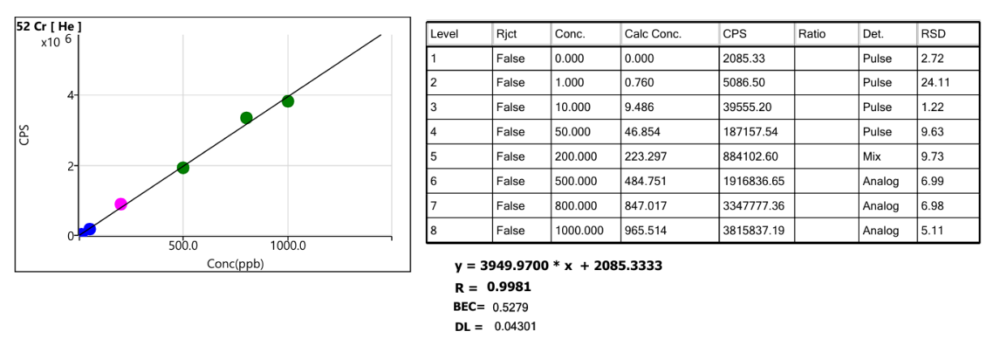 52 Cr [ He ]
x10 6
CPS
4
2
0
500.0 1000.0
Conc(ppb)
Level Rjct Conc. Calc Conc. CPS Ratio Det. RSD
1 False 0.000 0.000 2085.33 Pulse 2.72
2 False 1.000 0.760 5086.50 Pulse 24.11
3 False 10.000 9.486 39555.20 Pulse 1.22
4 False 50.000 46.854 187157.54 Pulse 9.63
5 False 200.000 223.297 884102.60 Mix 9.73
6 False 500.000 484.751 1916836.65 Analog 6.99
7 False 800.000 847.017 3347777.36 Analog 6.98
8 False 1000.000 965.514 3815837.19 Analog 5.11
y = 3949.9700 * x + 2085.3333
R = 0.9981
BEC= 0.5279
DL = 0.04301